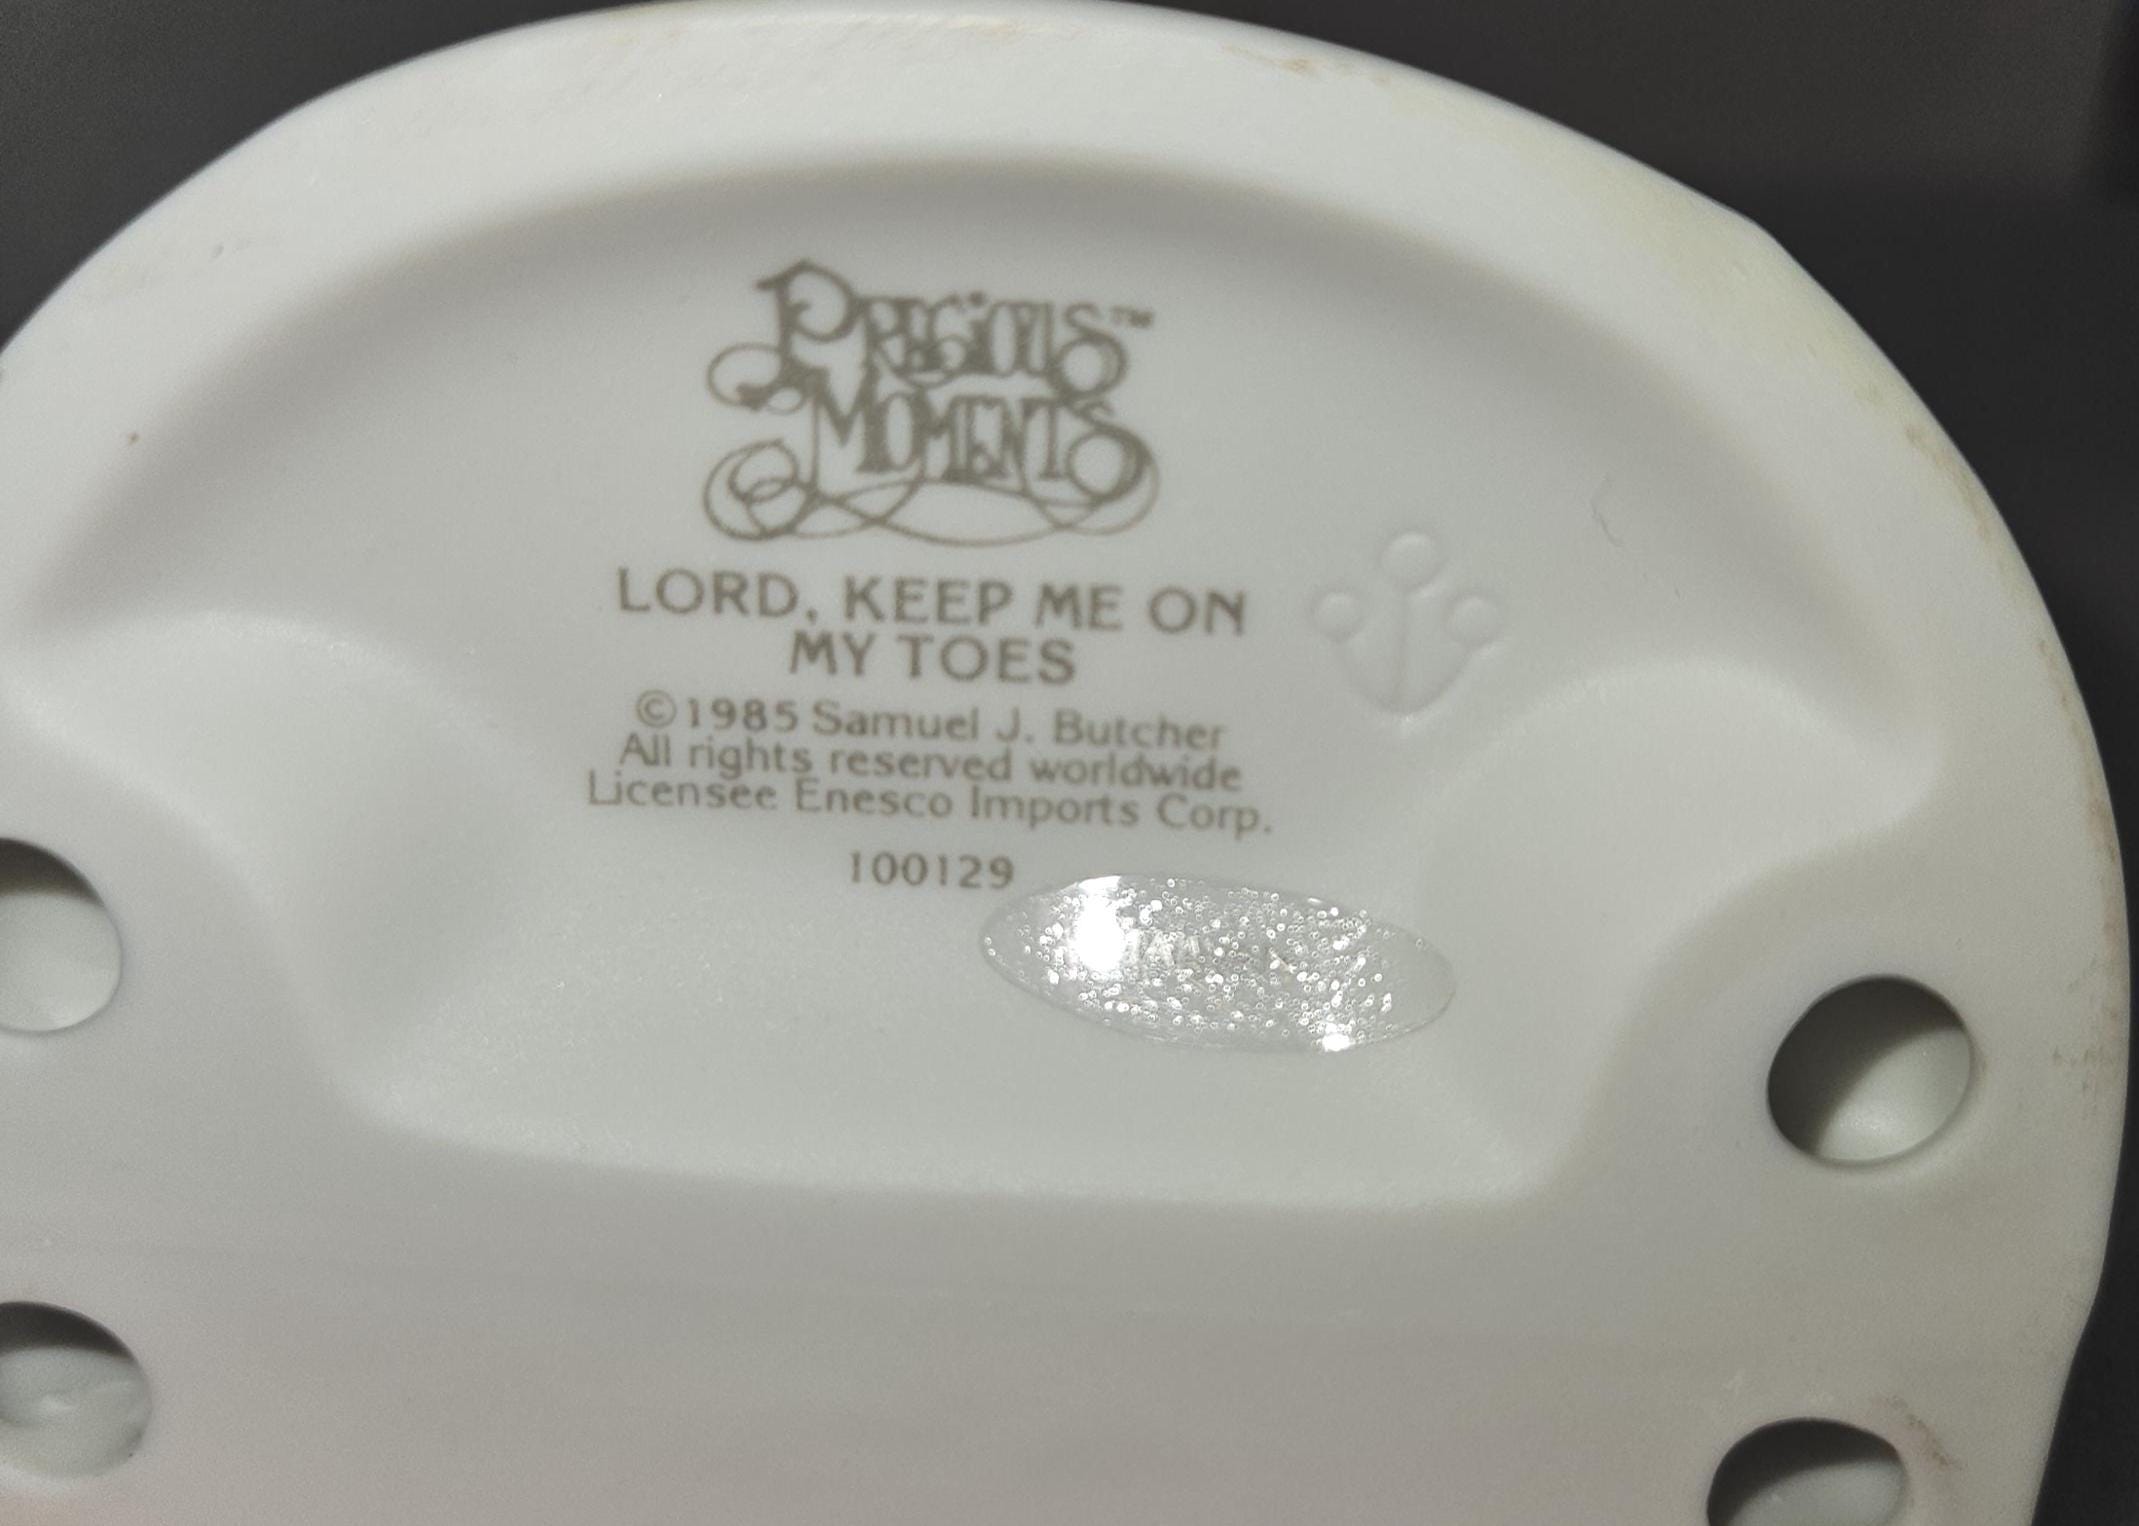 PRECIOUS™
MOMENTS
LORD, KEEP ME ON
MY TOES
©1985 Samuel J. Butcher
All rights reserved worldwide
Licensee Enesco Imports Corp.
100129